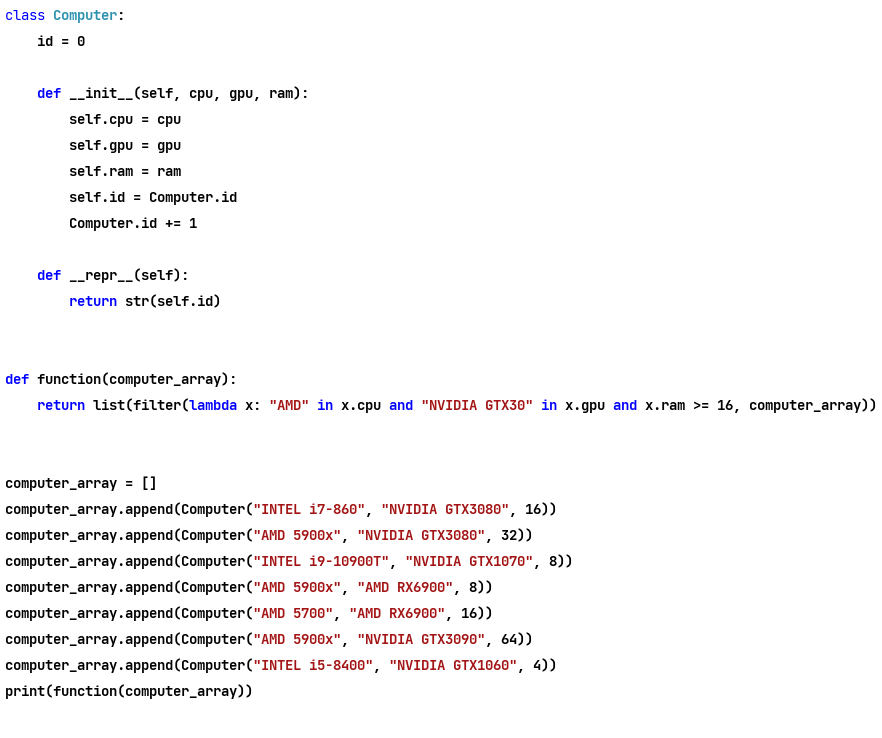 class Computer:
    id = 0

    def __init__(self, cpu, gpu, ram):
        self.cpu = cpu
        self.gpu = gpu
        self.ram = ram
        self.id = Computer.id
        Computer.id += 1

    def __repr__(self):
        return str(self.id)


def function(computer_array):
    return list(filter(lambda x: "AMD" in x.cpu and "NVIDIA GTX30" in x.gpu and x.ram >= 16, computer_array))


computer_array = []
computer_array.append(Computer("INTEL i7-860", "NVIDIA GTX3080", 16))
computer_array.append(Computer("AMD 5900x", "NVIDIA GTX3080", 32))
computer_array.append(Computer("INTEL i9-10900T", "NVIDIA GTX1070", 8))
computer_array.append(Computer("AMD 5900x", "AMD RX6900", 8))
computer_array.append(Computer("AMD 5700", "AMD RX6900", 16))
computer_array.append(Computer("AMD 5900x", "NVIDIA GTX3090", 64))
computer_array.append(Computer("INTEL i5-8400", "NVIDIA GTX1060", 4))
print(function(computer_array))